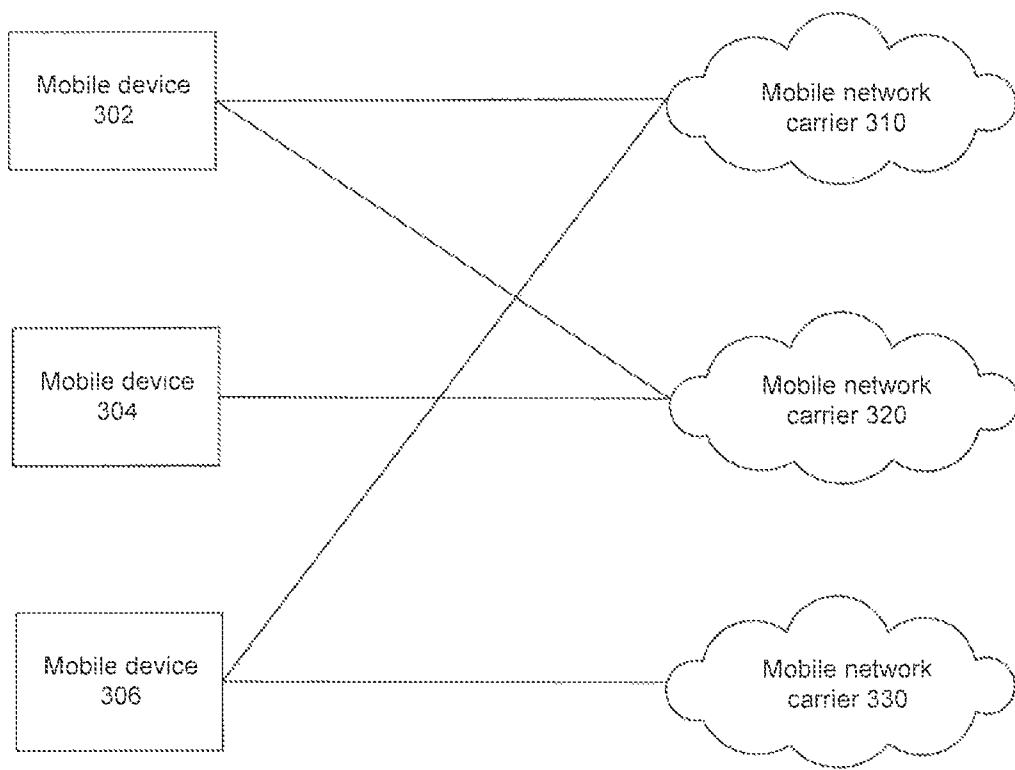 Mobile device
302
Mobile network
carrier 310
Mobile device
304
Mobile network
carrier 320
Mobile device
306
Mobile network
carrier 330